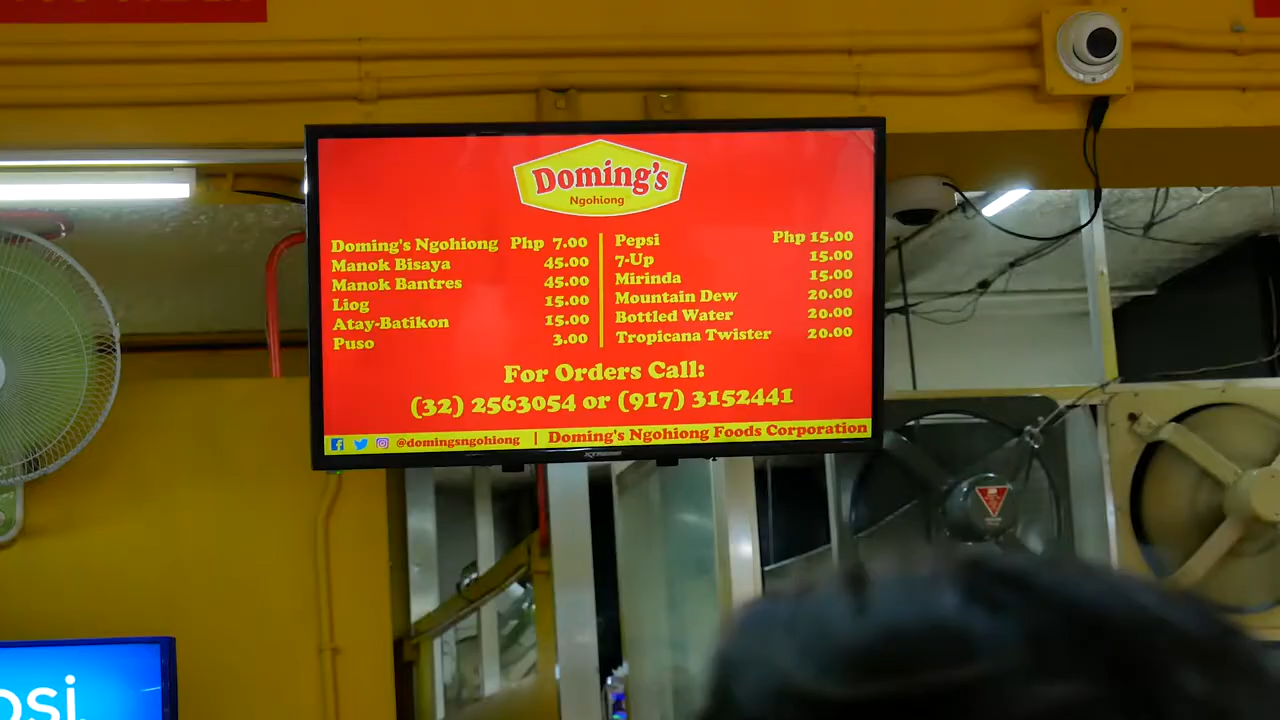 Doming's
Ngohiong
Doming's Ngohiong Php 7.00
Manok Bisaya 45.00
Manok Bantres 45.00
Liog 15.00
Atay-Batikon 15.00
Puso 3.00
Pepsi Php 15.00
7-Up 15.00
Mirinda 15.00
Mountain Dew 20.00
Bottled Water 20.00
Tropicana Twister 20.00
For Orders Call:
(32) 2563054 or (917) 3152441
@domingsngohiong | Doming's Ngohiong Foods Corporation
osi